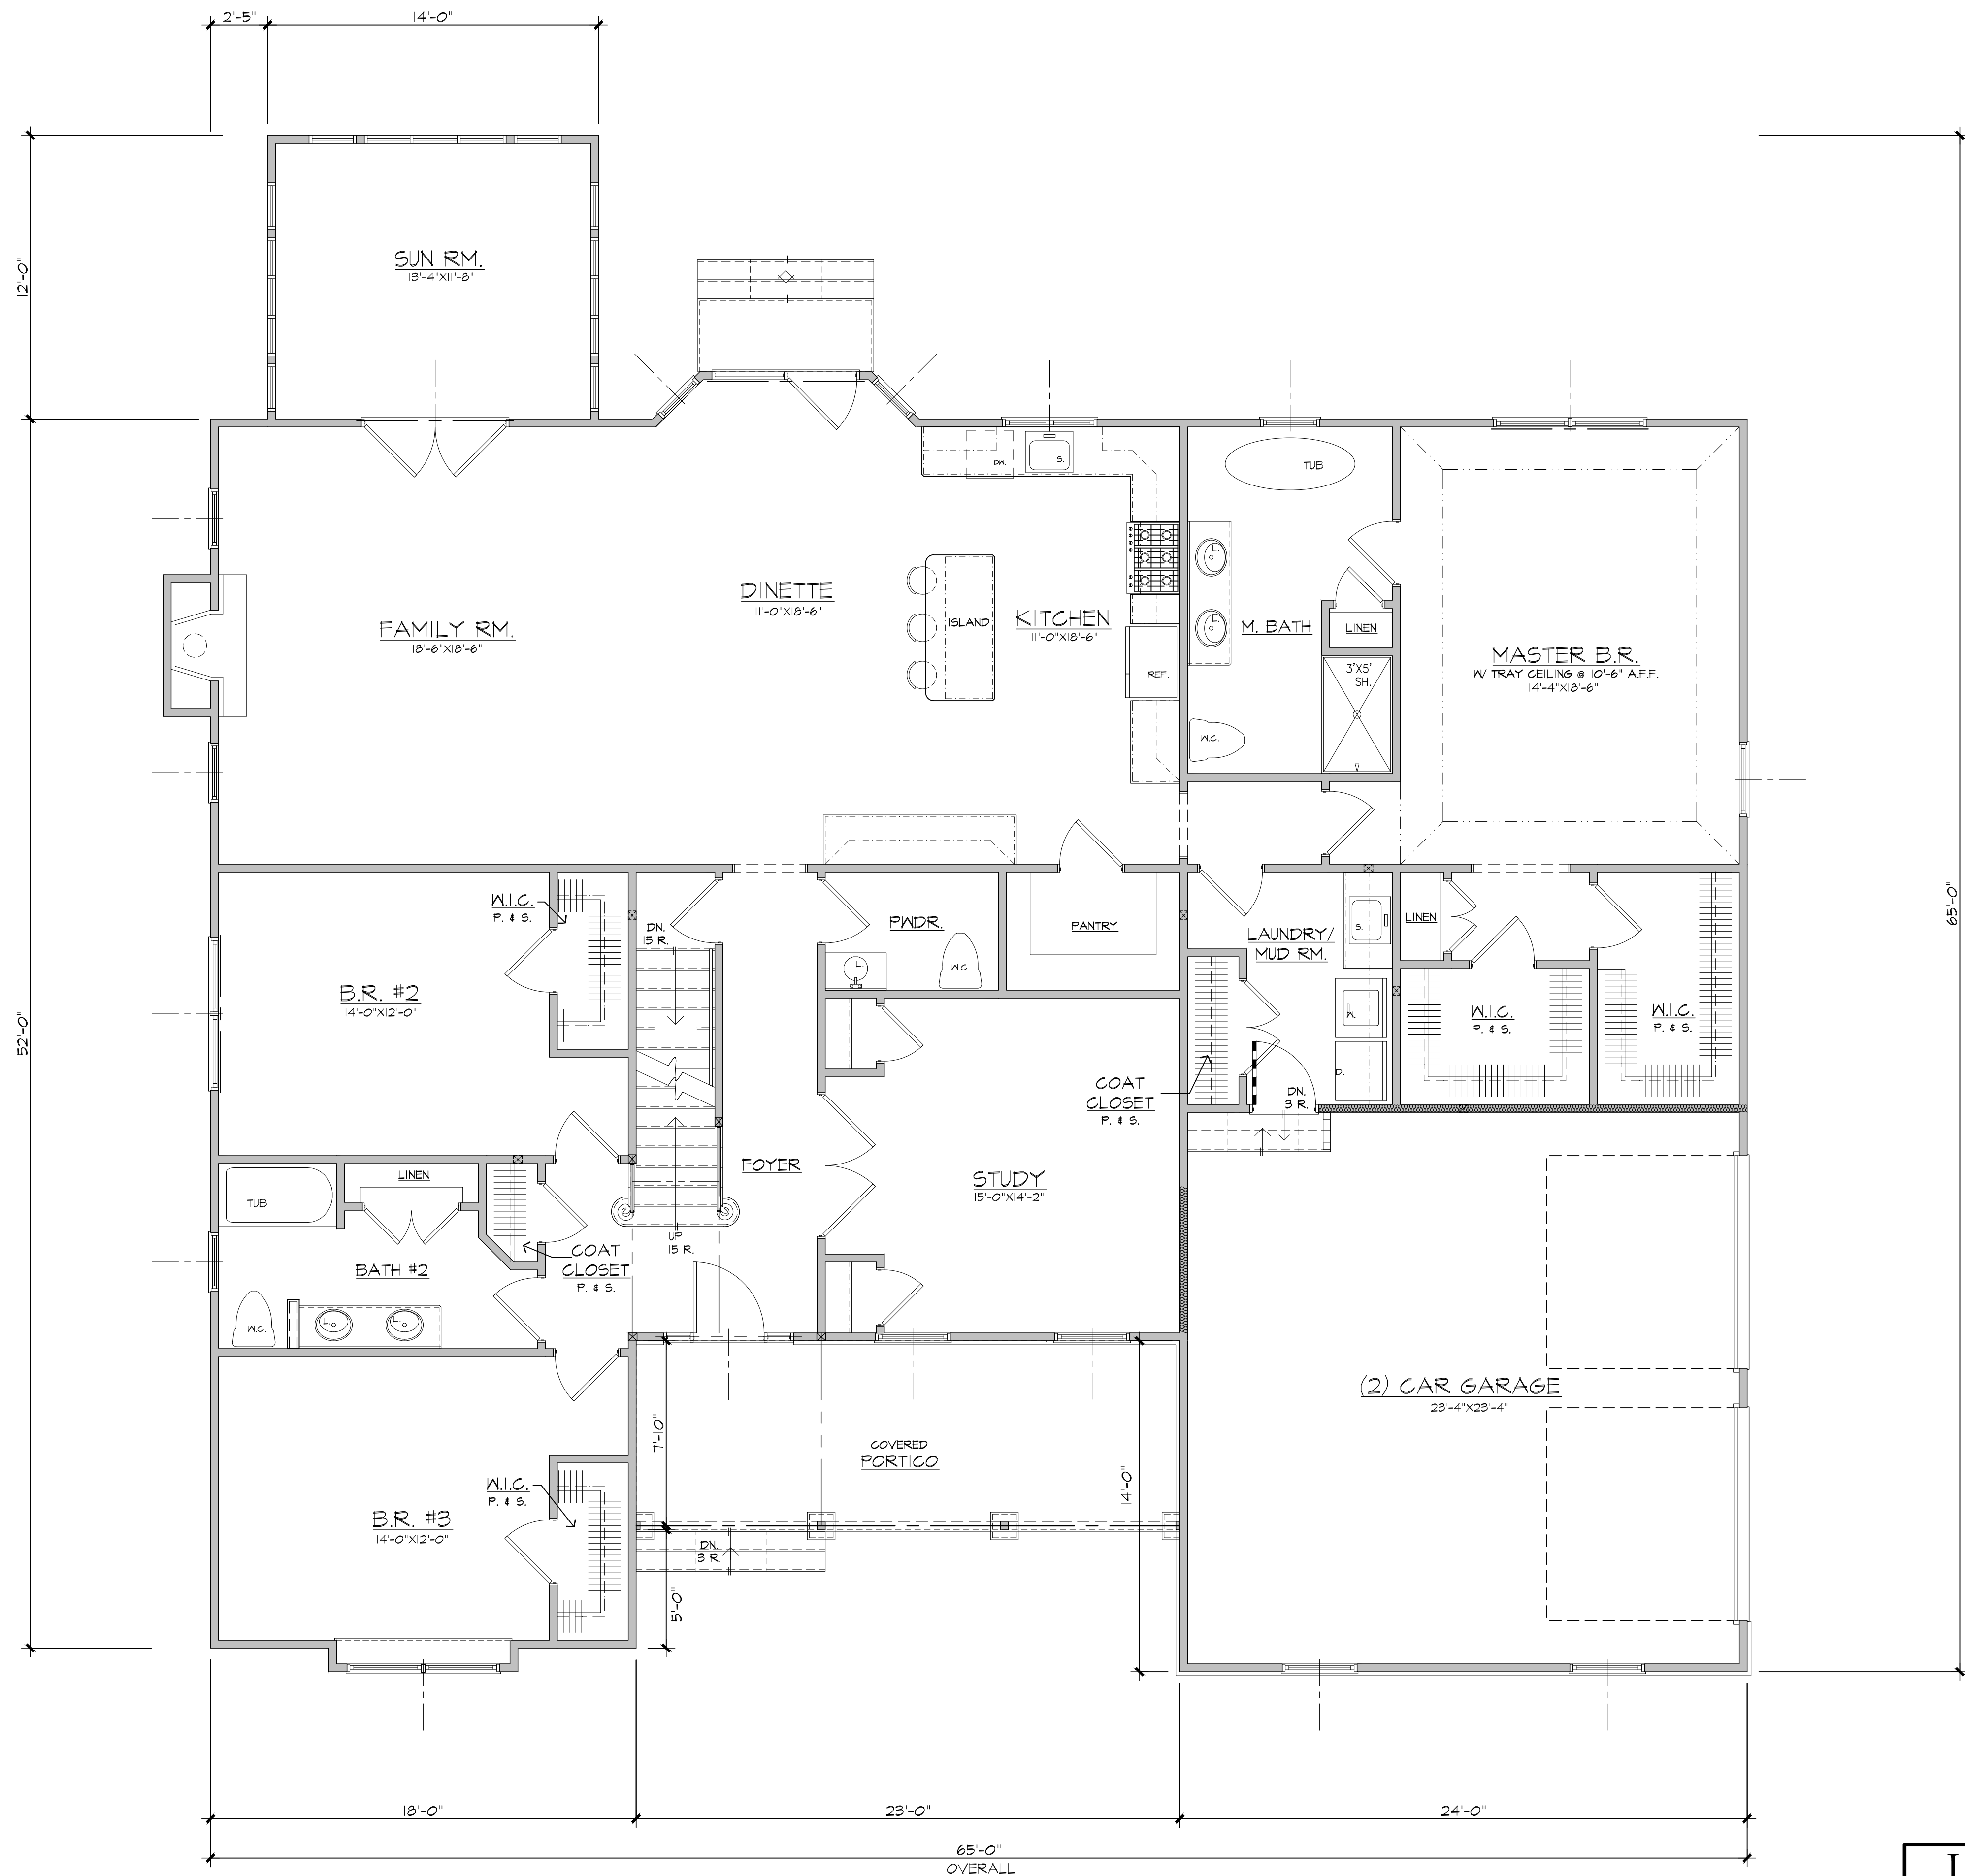 2'-5"
14'-0"
12'-0"
SUN RM.
13'-4"X11'-8"
DW.
S.
TUB
L.
L.
DINETTE
11'-0"X18'-6"
FAMILY RM.
18'-6"X18'-6"
ISLAND
KITCHEN
11'-0"X18'-6"
REF.
M. BATH
LINEN
3'X5'
SH.
W.C.
MASTER B.R.
W/ TRAY CEILING @ 10'-6" A.F.F.
14'-4"X18'-6"
65'-0"
52'-0"
W.I.C.
P. & S.
DN.
15 R.
PWDR.
L.
W.C.
PANTRY
LAUNDRY/
MUD RM.
S.
LINEN
B.R. #2
14'-0"X12'-0"
W.
W.I.C.
P. & S.
W.I.C.
P. & S.
D.
COAT
CLOSET
P. & S.
DN.
3 R.
FOYER
STUDY
15'-0"X14'-2"
TUB
LINEN
UP
15 R.
COAT
CLOSET
P. & S.
BATH #2
W.C.
L.
L.
(2) CAR GARAGE
23'-4"X23'-4"
7'-10"
COVERED
PORTICO
14'-0"
W.I.C.
P. & S.
B.R. #3
14'-0"X12'-0"
DN.
3 R.
5'-0"
18'-0"
23'-0"
24'-0"
65'-0"
OVERALL